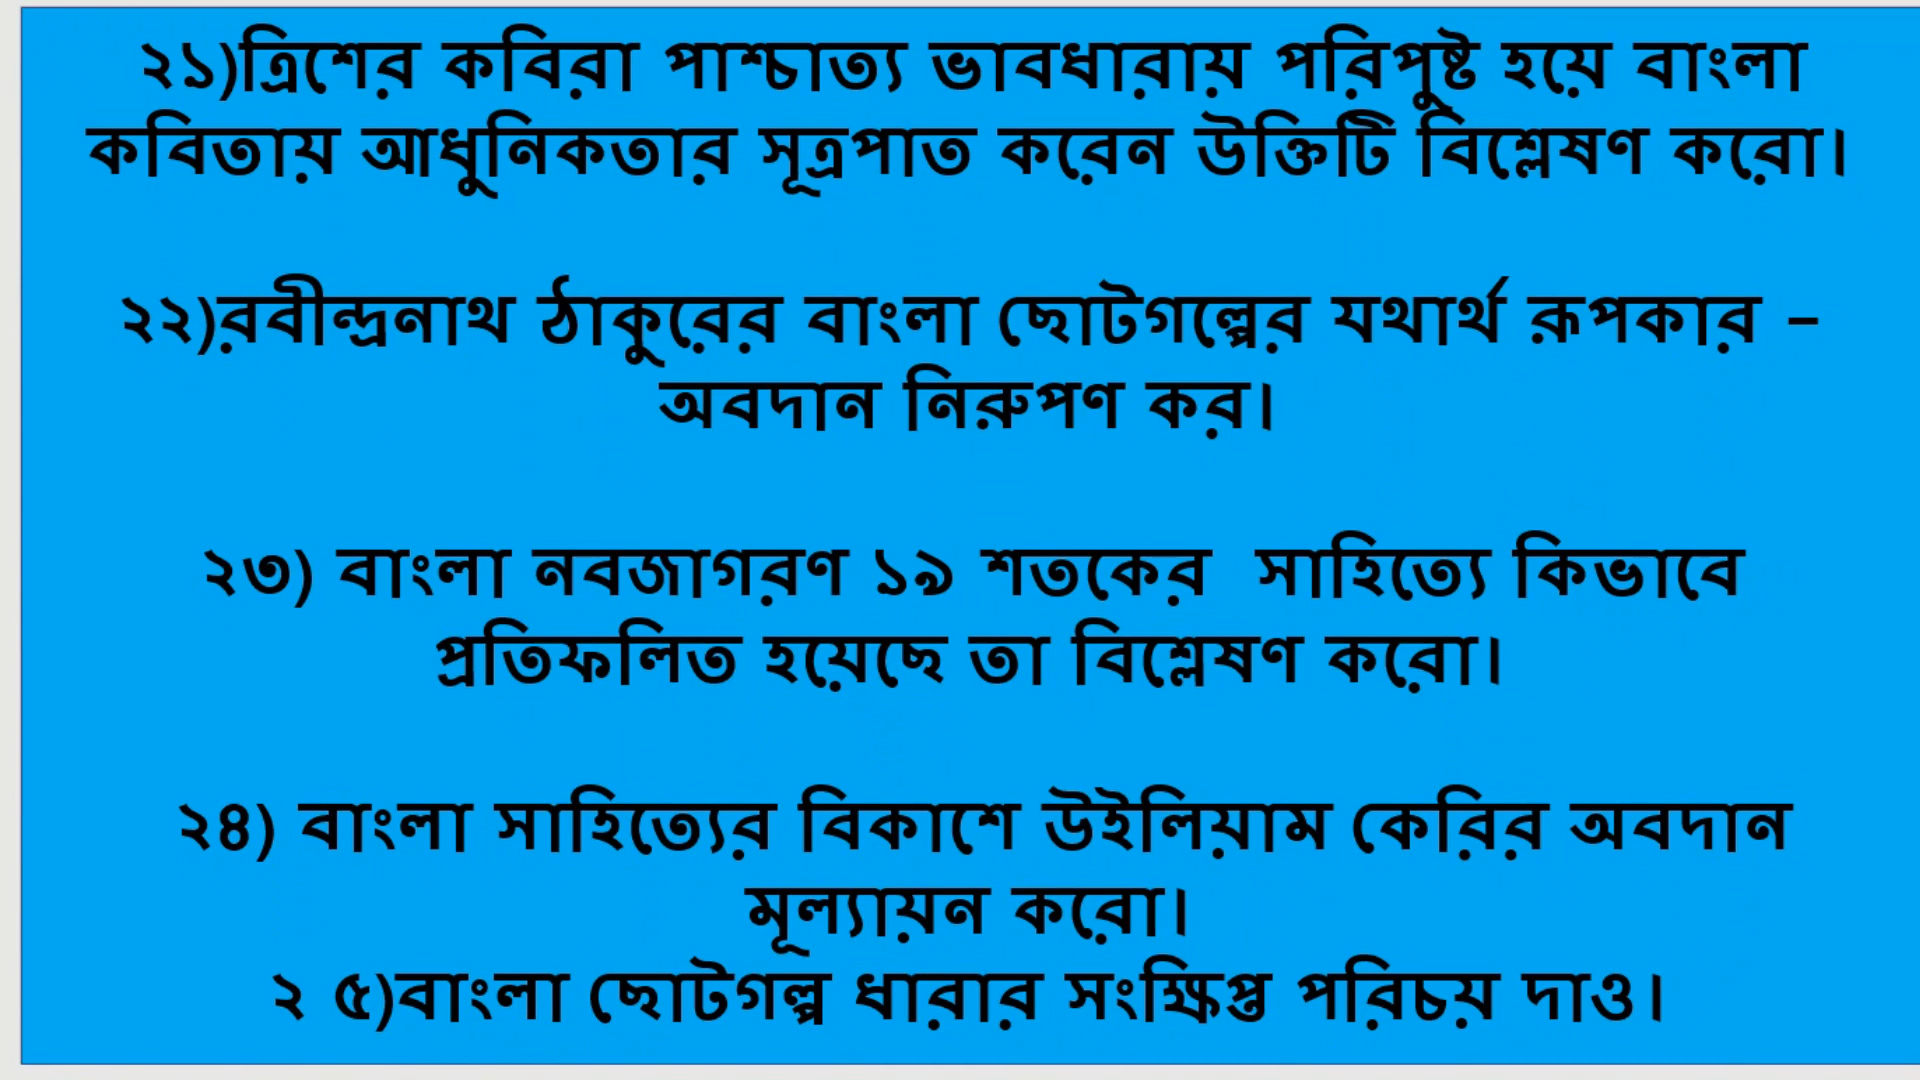 ২১)ত্রিশের কবিরা পাশ্চাত্য ভাবধারায় পরিপুষ্ট হয়ে বাংলা
কবিতায় আধুনিকতার সূত্রপাত করেন উক্তিটি বিশ্লেষণ করো।
২২)রবীন্দ্রনাথ ঠাকুরের বাংলা ছোটগল্পের যথার্থ রূপকার –
অবদান নিরুপণ কর।
২৩) বাংলা নবজাগরণ ১৯ শতকের সাহিত্যে কিভাবে
প্রতিফলিত হয়েছে তা বিশ্লেষণ করো।
২৪) বাংলা সাহিত্যের বিকাশে উইলিয়াম কেরির অবদান
মূল্যায়ন করো।
২ ৫)বাংলা ছোটগল্প ধারার সংক্ষিপ্ত পরিচয় দাও।